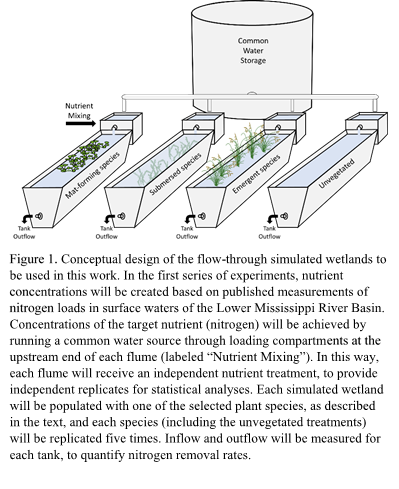 Common
Water
Storage
Nutrient
Mixing
Mat-forming species
Submersed species
Emergent species
Unvegetated
Tank
Outflow
Tank
Outflow
Tank
Outflow
Tank
Outflow
Figure 1. Conceptual design of the flow-through simulated wetlands to
be used in this work. In the first series of experiments, nutrient
concentrations will be created based on published measurements of
nitrogen loads in surface waters of the Lower Mississippi River Basin.
Concentrations of the target nutrient (nitrogen) will be achieved by
running a common water source through loading compartments at the
upstream end of each flume (labeled “Nutrient Mixing”). In this way,
each flume will receive an independent nutrient treatment, to provide
independent replicates for statistical analyses. Each simulated wetland
will be populated with one of the selected plant species, as described
in the text, and each species (including the unvegetated treatments)
will be replicated five times. Inflow and outflow will be measured for
each tank, to quantify nitrogen removal rates.